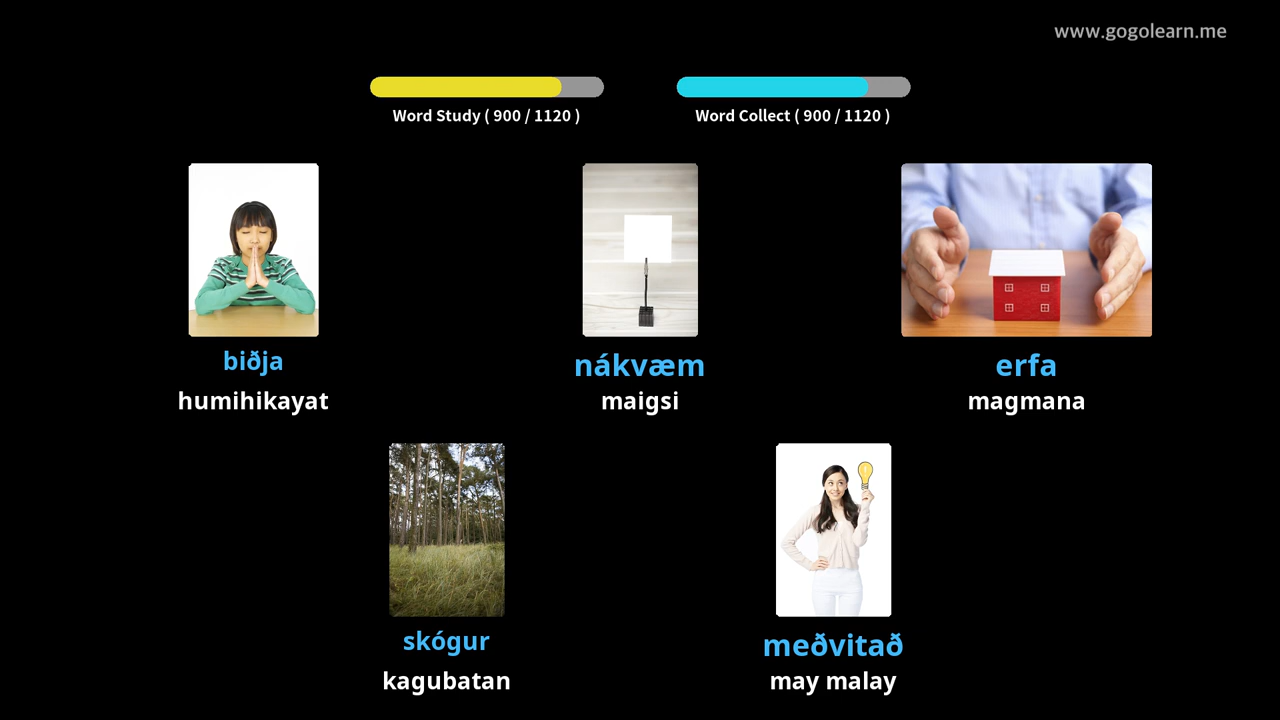 www.gogolearn.me
Word Study ( 900 / 1120 )
Word Collect ( 900 / 1120 )
biðja
humihikayat
nákvæm
maigsi
erfa
magmana
skógur
kagubatan
meðvitað
may malay